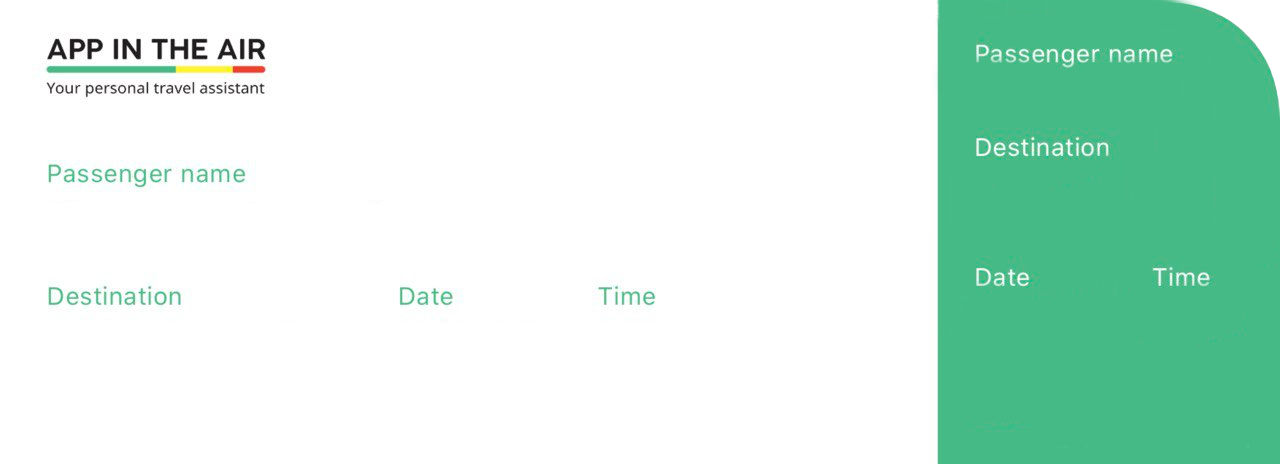 APP IN THE AIR
Your personal travel assistant
Passenger name
Destination Date Time
Passenger name
Destination
Date Time